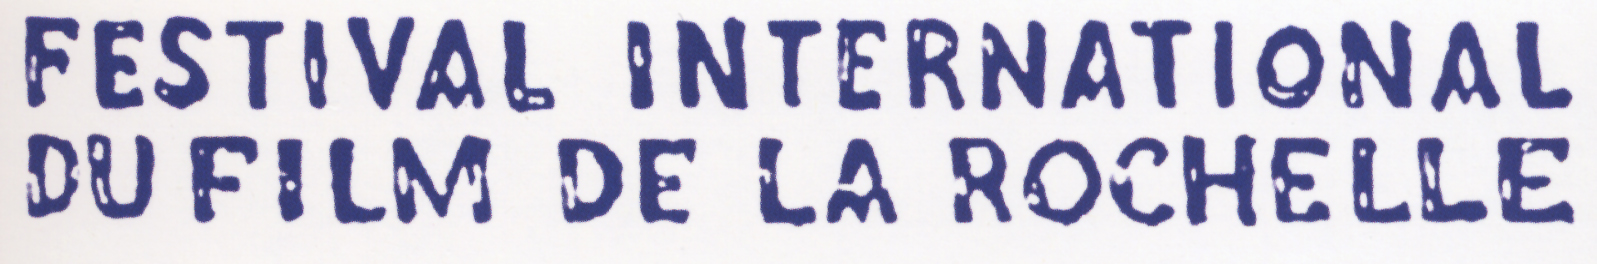 FESTIVAL INTERNATIONAL
DU FILM DE LA ROCHELLE